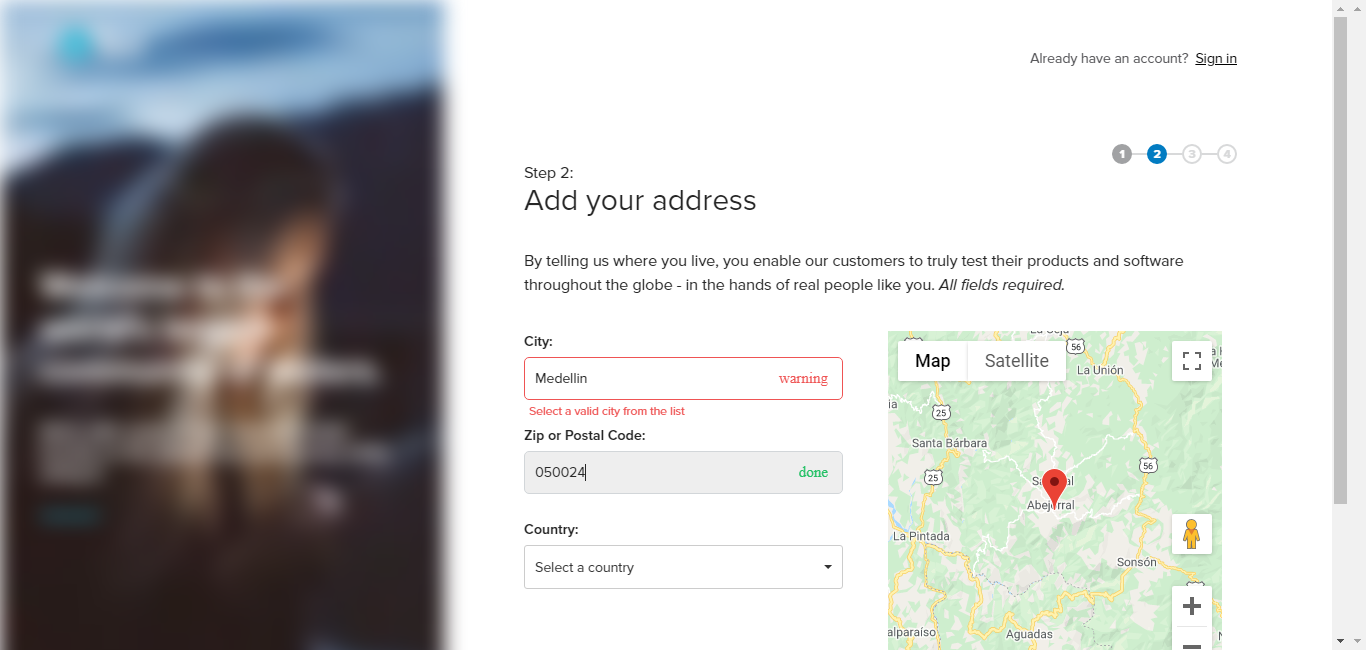 Already have an account? Sign in
1 2 3 4
Step 2:
Add your address
By telling us where you live, you enable our customers to truly test their products and software
throughout the globe - in the hands of real people like you. All fields required.
City:
Medellin warning
Select a valid city from the list
Zip or Postal Code:
050024 done
Country:
Select a country
Map Satellite
56
La Unión
25
Santa Bárbara
56
25
Abejorral
La Pintada
Sonsón
Aguadas